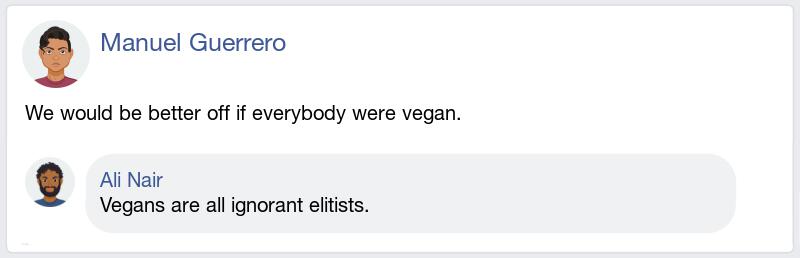 Manuel Guerrero
We would be better off if everybody were vegan.
Ali Nair
Vegans are all ignorant elitists.